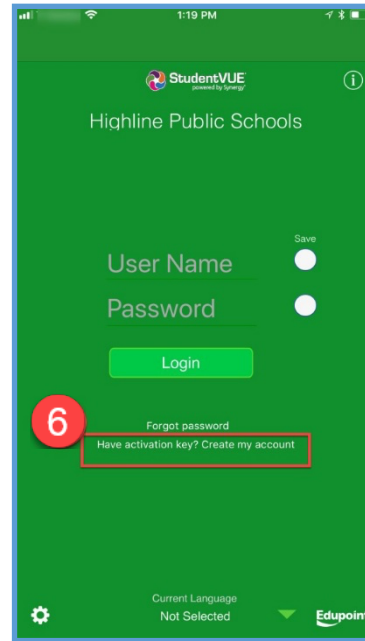 1:19 PM
StudentVUE
powered by Synergy
Highline Public Schools
Save
User Name
Password
Login
6
Forgot password
Have activation key? Create my account
Current Language
Not Selected
Edupoint